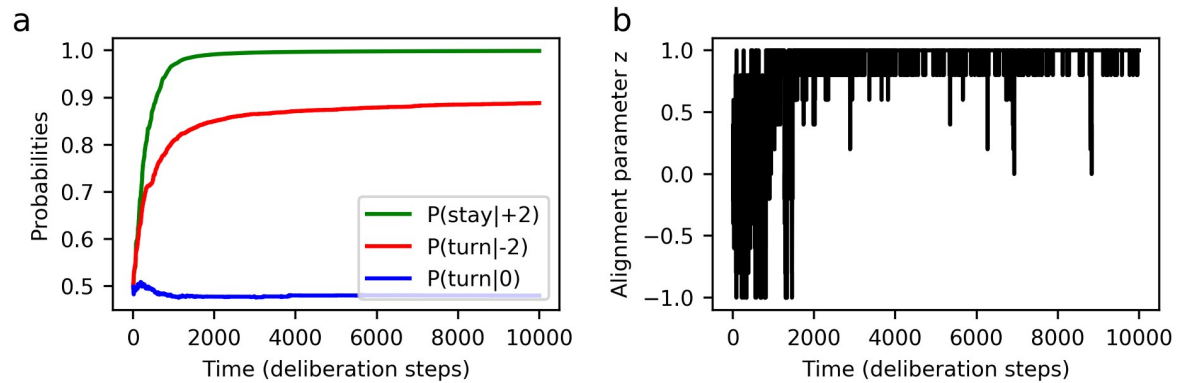 a
1.0
0.9
0.8
0.7
0.6
0.5
Probabilities
P(stay|+2)
P(turn|-2)
P(turn|0)
0 2000 4000 6000 8000 10000
Time (deliberation steps)
b
1.0
0.5
0.0
−0.5
−1.0
Alignment parameter z
0 2000 4000 6000 8000 10000
Time (deliberation steps)